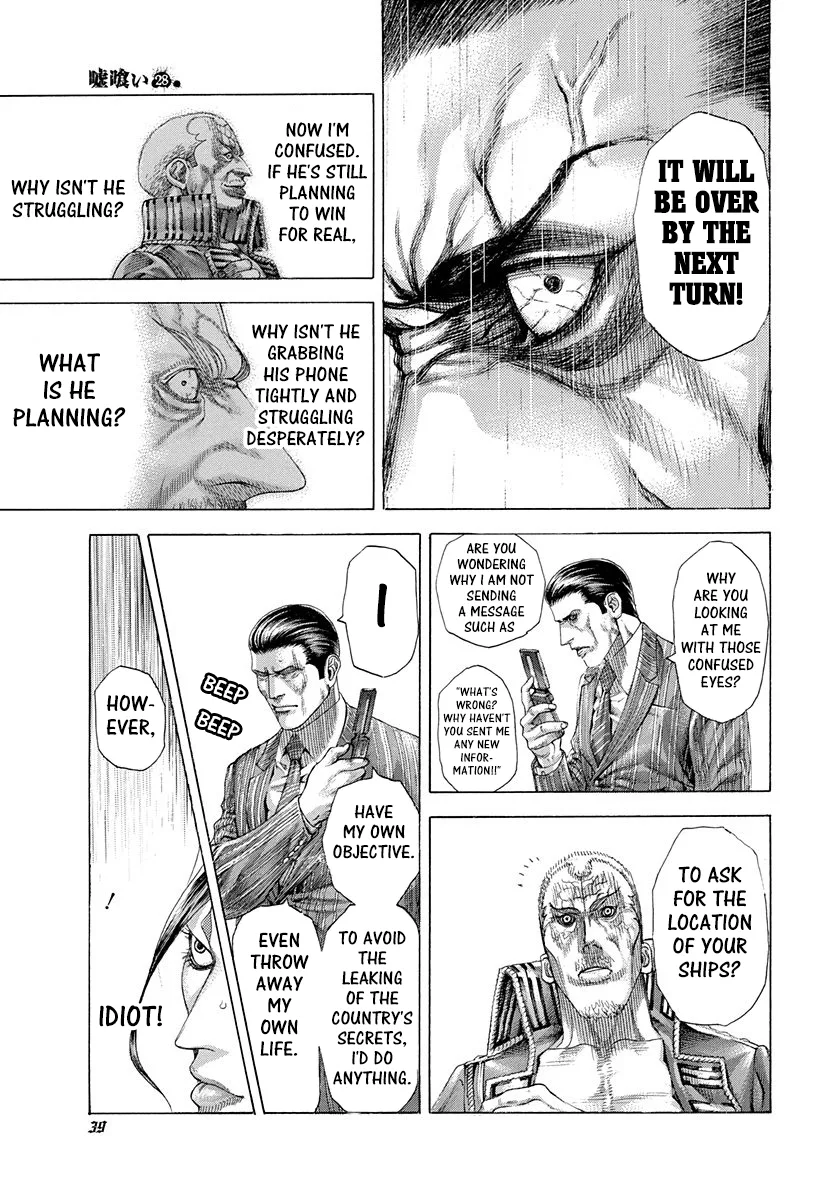 嘘喰い 28
IT WILL
BE OVER
BY THE
NEXT
TURN!
NOW I'M
CONFUSED.
IF HE'S STILL
PLANNING
TO WIN
FOR REAL,
WHY ISN'T HE
STRUGGLING?
WHY ISN'T HE
GRABBING
HIS PHONE
TIGHTLY AND
STRUGGLING
DESPERATELY?
WHAT
IS HE
PLANNING?
WHY
ARE YOU
LOOKING
AT ME
WITH THOSE
CONFUSED
EYES?
ARE YOU
WONDERING
WHY I AM NOT
SENDING
A MESSAGE
SUCH AS
"WHAT'S
WRONG?
WHY HAVEN'T
YOU SENT ME
ANY NEW
INFOR-
MATION!!"
TO ASK
FOR THE
LOCATION
OF YOUR
SHIPS?
I
BEEP
BEEP
HAVE
MY OWN
OBJECTIVE.
TO AVOID
THE
LEAKING
OF THE
COUNTRY'S
SECRETS,
I'D DO
ANYTHING.
EVEN
THROW
AWAY
MY
OWN
LIFE.
HOW-
EVER,
!
IDIOT!
39